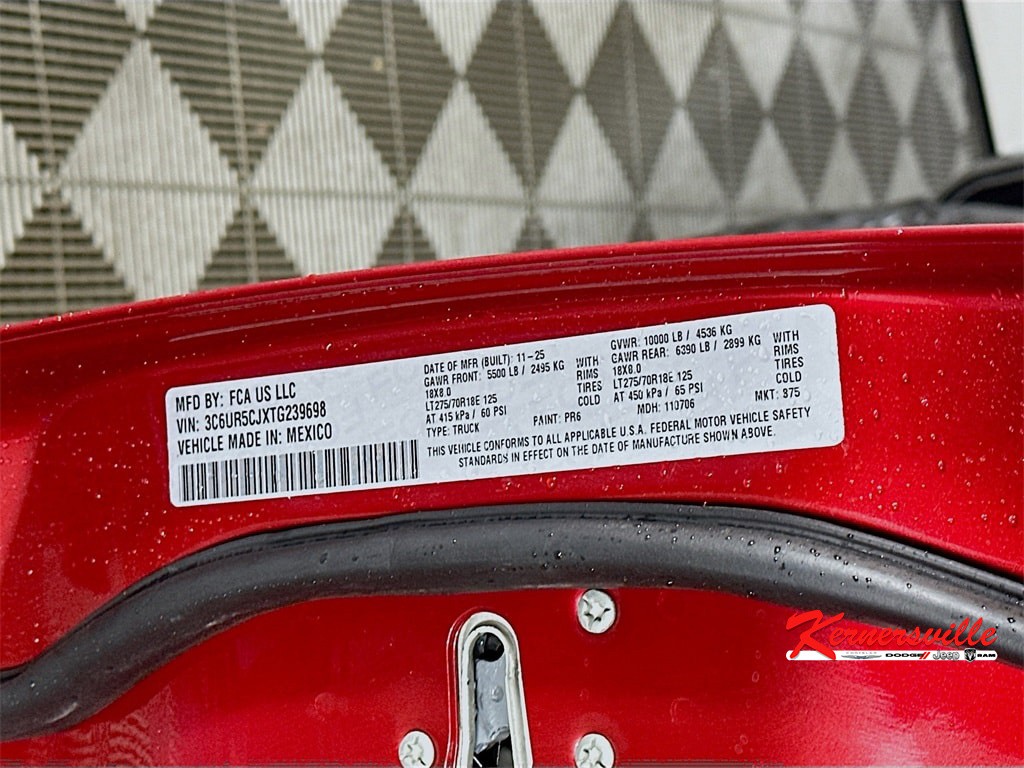 MFD BY: FCA US LLC
VIN: 3C6UR5CJXTG239698
VEHICLE MADE IN: MEXICO
DATE OF MFR (BUILT): 11-25
GAWR FRONT: 5500 LB / 2495 KG WITH
18X8.0 RIMS
LT275/70R18E 125 TIRES
AT 415 kPa / 60 PSI COLD
TYPE: TRUCK PAINT: PR6
GVWR: 10000 LB / 4536 KG
GAWR REAR: 6390 LB / 2899 KG WITH
18X8.0 RIMS
LT275/70R18E 125 TIRES
AT 450 kPa / 65 PSI COLD
MDH: 110706 MKT: B75
THIS VEHICLE CONFORMS TO ALL APPLICABLE U.S.A. FEDERAL MOTOR VEHICLE SAFETY
STANDARDS IN EFFECT ON THE DATE OF MANUFACTURE SHOWN ABOVE.
Kernersville
CHRYSLER DODGE// Jeep RAM